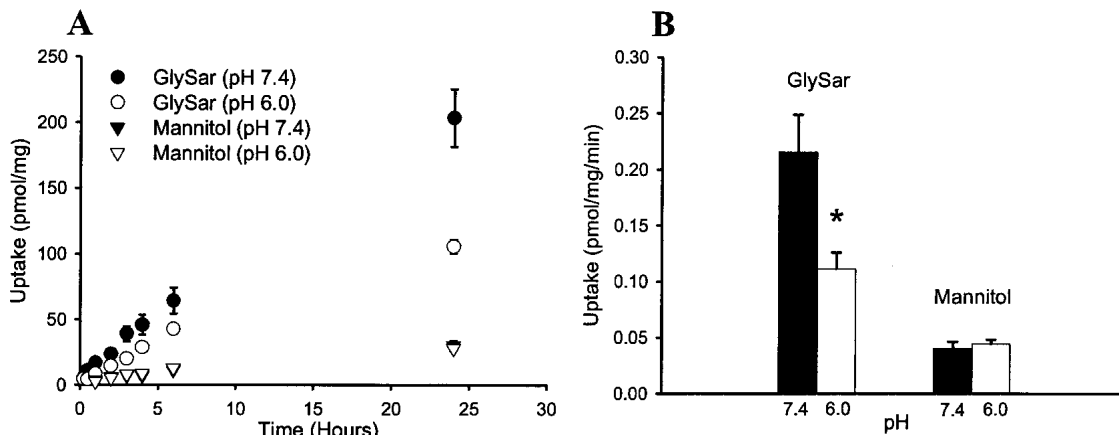 A
250
200
150
100
50
0
Uptake (pmol/mg)
GlySar (pH 7.4)
GlySar (pH 6.0)
Mannitol (pH 7.4)
Mannitol (pH 6.0)
0 5 10 15 20 25 30
Time (Hours)
B
0.30
0.25
0.20
0.15
0.10
0.05
0.00
Uptake (pmol/mg/min)
GlySar
*
Mannitol
7.4 6.0 7.4 6.0
pH